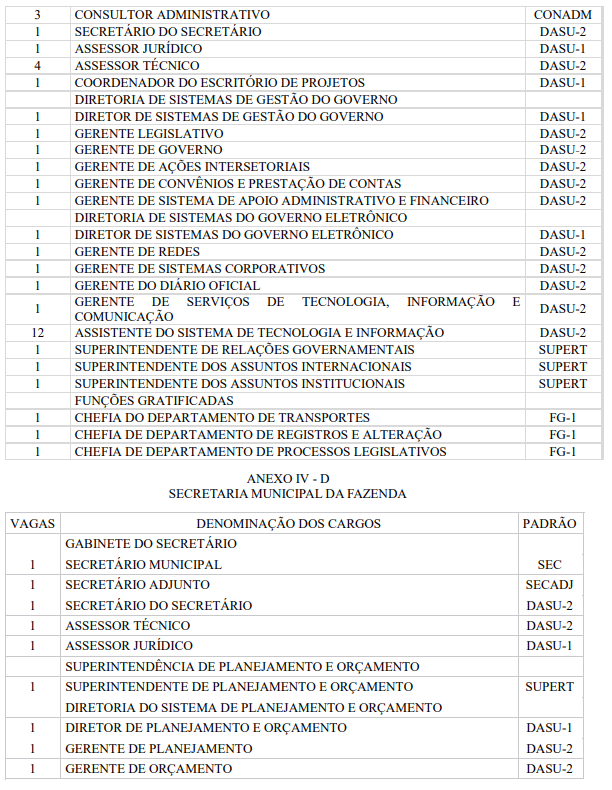 3 CONSULTOR ADMINISTRATIVO CONADM
1 SECRETÁRIO DO SECRETÁRIO DASU-2
1 ASSESSOR JURÍDICO DASU-1
4 ASSESSOR TÉCNICO DASU-2
1 COORDENADOR DO ESCRITÓRIO DE PROJETOS DASU-1
DIRETORIA DE SISTEMAS DE GESTÃO DO GOVERNO
1 DIRETOR DE SISTEMAS DE GESTÃO DO GOVERNO DASU-1
1 GERENTE LEGISLATIVO DASU-2
1 GERENTE DE GOVERNO DASU-2
1 GERENTE DE AÇÕES INTERSETORIAIS DASU-2
1 GERENTE DE CONVÊNIOS E PRESTAÇÃO DE CONTAS DASU-2
1 GERENTE DE SISTEMA DE APOIO ADMINISTRATIVO E FINANCEIRO DASU-2
DIRETORIA DE SISTEMAS DO GOVERNO ELETRÔNICO
1 DIRETOR DE SISTEMAS DO GOVERNO ELETRÔNICO DASU-1
1 GERENTE DE REDES DASU-2
1 GERENTE DE SISTEMAS CORPORATIVOS DASU-2
1 GERENTE DO DIÁRIO OFICIAL DASU-2
1 GERENTE DE SERVIÇOS DE TECNOLOGIA, INFORMAÇÃO E
COMUNICAÇÃO DASU-2
12 ASSISTENTE DO SISTEMA DE TECNOLOGIA E INFORMAÇÃO DASU-2
1 SUPERINTENDENTE DE RELAÇÕES GOVERNAMENTAIS SUPERT
1 SUPERINTENDENTE DOS ASSUNTOS INTERNACIONAIS SUPERT
1 SUPERINTENDENTE DOS ASSUNTOS INSTITUCIONAIS SUPERT
FUNÇÕES GRATIFICADAS
1 CHEFIA DO DEPARTAMENTO DE TRANSPORTES FG-1
1 CHEFIA DE DEPARTAMENTO DE REGISTROS E ALTERAÇÃO FG-1
1 CHEFIA DE DEPARTAMENTO DE PROCESSOS LEGISLATIVOS FG-1
ANEXO IV - D
SECRETARIA MUNICIPAL DA FAZENDA
VAGAS DENOMINAÇÃO DOS CARGOS PADRÃO
GABINETE DO SECRETÁRIO
1 SECRETÁRIO MUNICIPAL SEC
1 SECRETÁRIO ADJUNTO SECADJ
1 SECRETÁRIO DO SECRETÁRIO DASU-2
1 ASSESSOR TÉCNICO DASU-2
1 ASSESSOR JURÍDICO DASU-1
SUPERINTENDÊNCIA DE PLANEJAMENTO E ORÇAMENTO
1 SUPERINTENDENTE DE PLANEJAMENTO E ORÇAMENTO SUPERT
DIRETORIA DO SISTEMA DE PLANEJAMENTO E ORÇAMENTO
1 DIRETOR DE PLANEJAMENTO E ORÇAMENTO DASU-1
1 GERENTE DE PLANEJAMENTO DASU-2
1 GERENTE DE ORÇAMENTO DASU-2